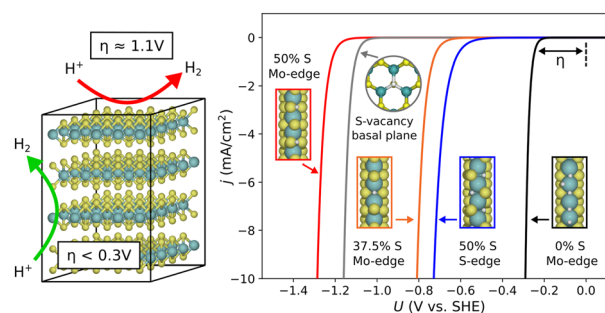 η ≈ 1.1V
H+
H2
H2
η < 0.3V
H+
j (mA/cm2)
0
−2
−4
−6
−8
−10
50% S
Mo-edge
S-vacancy
basal plane
η
37.5% S
Mo-edge
50% S
S-edge
0% S
Mo-edge
−1.4
−1.2
−1.0
−0.8
−0.6
−0.4
−0.2
0.0
U (V vs. SHE)